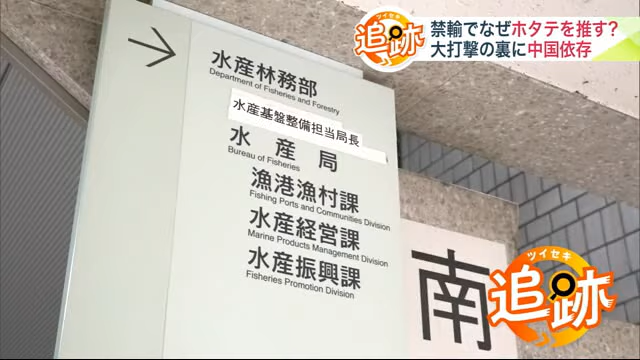 ツイセキ
追跡
禁輸でなぜホタテを推す?
大打撃の裏に中国依存
水産林務部
Department of Fisheries and Forestry
水産基盤整備担当局長
水産局
Bureau of Fisheries
漁港漁村課
Fishing Ports and Communities Division
水産経営課
Marine Products Management Division
水産振興課
Fisheries Promotion Division
南
ツイセキ
追跡